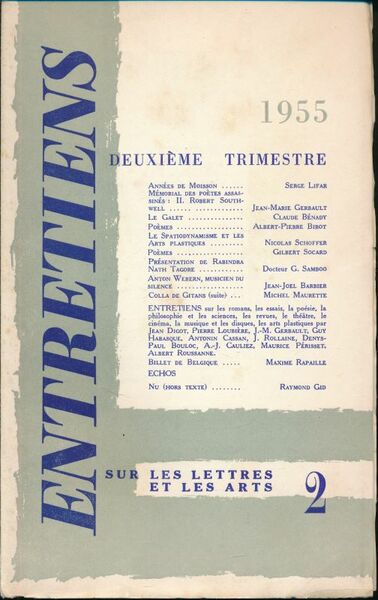 ENTRETIENS
1955
DEUXIÈME TRIMESTRE
ANNÉES DE MOISSON ...... SERGE LIFAR
MÉMORIAL DES POÈTES ASSAS-
SINÉS : II. ROBERT SOUTH-
WELL ...... ............... JEAN-MARIE GERBAULT
LE GALET ............... CLAUDE BÉNADY
POÈMES ................. ALBERT-PIERRE BIROT
LE SPATIODYNAMISME ET LES
ARTS PLASTIQUES ......... NICOLAS SCHOFFER
POÈMES ................. GILBERT SOCARD
PRÉSENTATION DE RABINDRA
NATH TAGORE ............ Docteur G. SAMBOO
ANTON WEBERN, MUSICIEN DU
SILENCE ................. JEAN-JOEL BARBIER
COLLA DE GITANS (suite) ... MICHEL MAURETTE
ENTRETIENS sur les romans, les essais, la poésie, la
philosophie et les sciences, les revues, le théâtre, le
cinéma, la musique et les disques, les arts plastiques par
JEAN DIGOT, PIERRE LOUBIÈRE, J.-M. GERBAULT, GUY
HABASQUE, ANTONIN CASSAN, J. ROLLAINE, DENYS-
PAUL BOULOC, A.-J. CAULIEZ, MAURICE PÉRISSET,
ALBERT ROUSSANNE.
BILLET DE BELGIQUE ..... MAXIME RAPAILLE
ECHOS
NU (HORS TEXTE) ........ RAYMOND GID
SUR LES LETTRES
ET LES ARTS
2